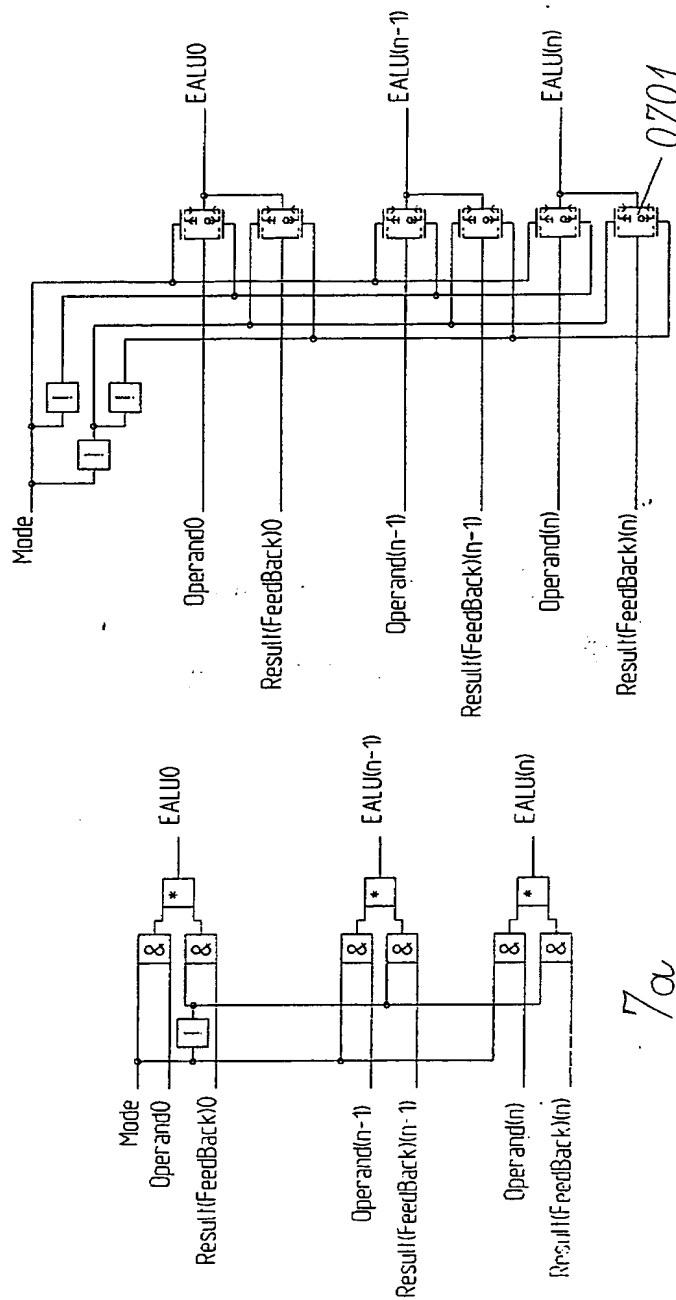 Mode
Operand0
Result(FeedBack)0
Operand(n-1)
Result(FeedBack)(n-1)
Operand(n)
Result(FeedBack)(n)
!
&
&
&
&
&
&
*
*
*
EALU0
EALU(n-1)
EALU(n)
7a
Mode
Operand0
Result(FeedBack)0
Operand(n-1)
Result(FeedBack)(n-1)
Operand(n)
Result(FeedBack)(n)
!
!
!
EALU0
EALU(n-1)
EALU(n)
0701